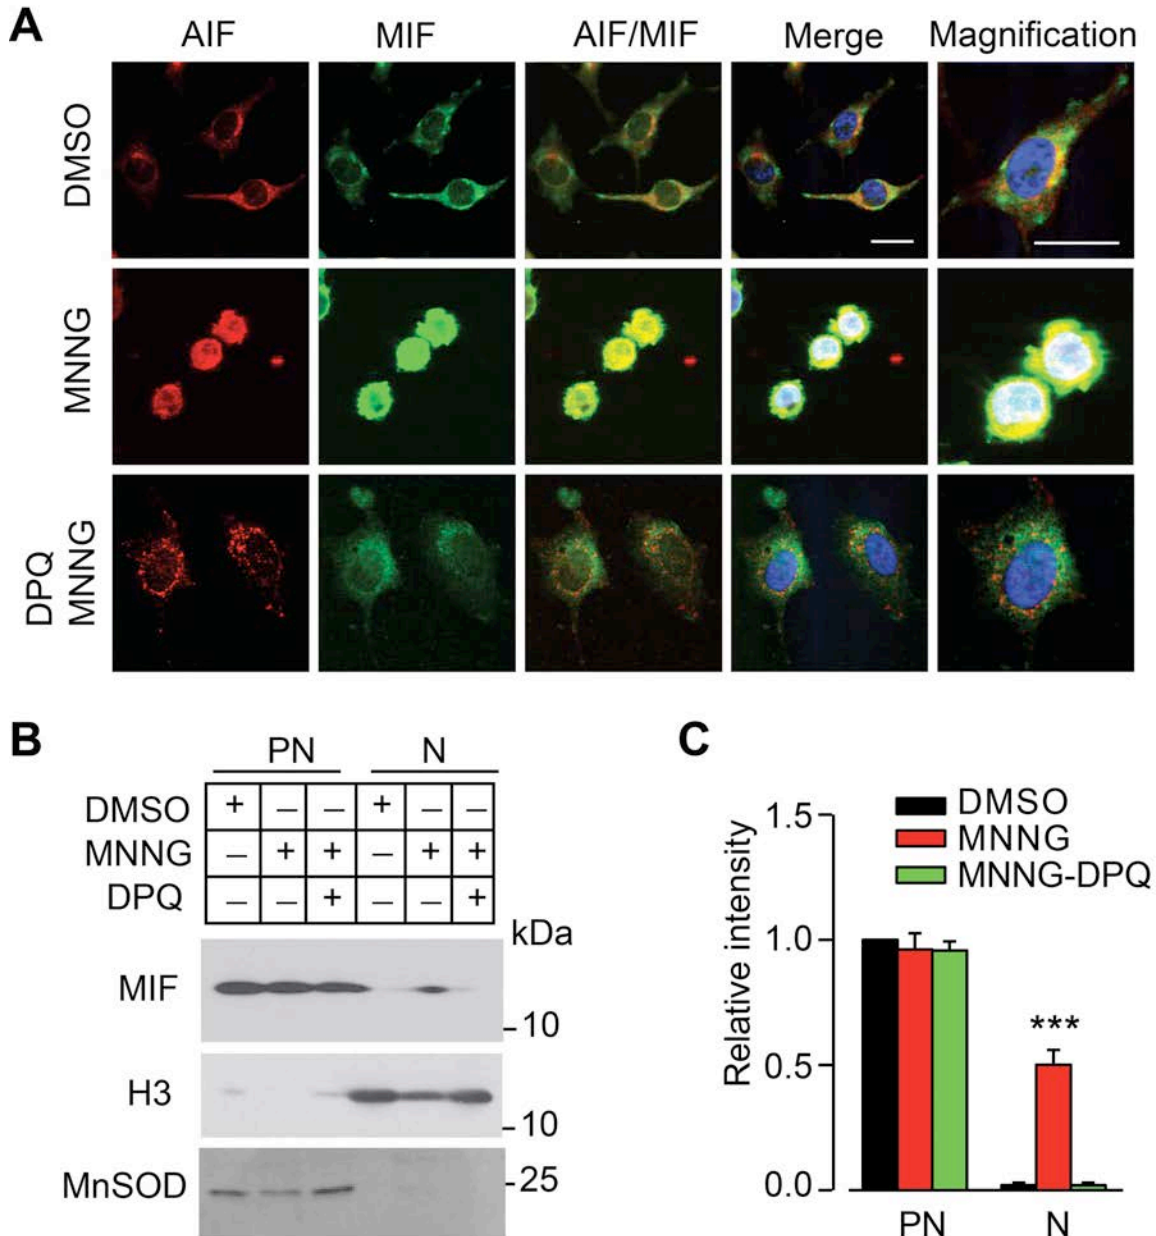 A
AIF MIF AIF/MIF Merge Magnification
DMSO
MNNG
DPQ
MNNG
B
PN N
DMSO + – – + – –
MNNG – + + – + +
DPQ – – + – – +
kDa
MIF
-10
H3
-10
MnSOD
-25
C
DMSO
MNNG
MNNG-DPQ
Relative intensity
1.5
1.0
0.5
0.0
***
PN N